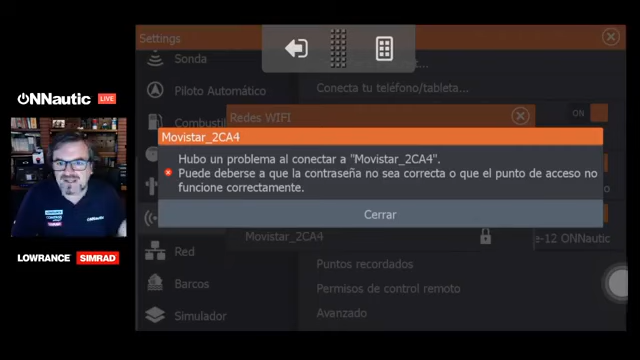 Settings
Sonda
Piloto Automático
Conecta tu teléfono/tableta...
Combusti
Redes WIFI
ON
Movistar_2CA4
Hubo un problema al conectar a "Movistar_2CA4".
Puede deberse a que la contraseña no sea correcta o que el punto de acceso no
funcione correctamente.
Cerrar
Movistar_2CA4
e-12 ONNautic
Red
Puntos recordados
Barcos
Permisos de control remoto
Simulador
Avanzado
ONNautic LIVE
ONNautic
LOWRANCE SIMRAD